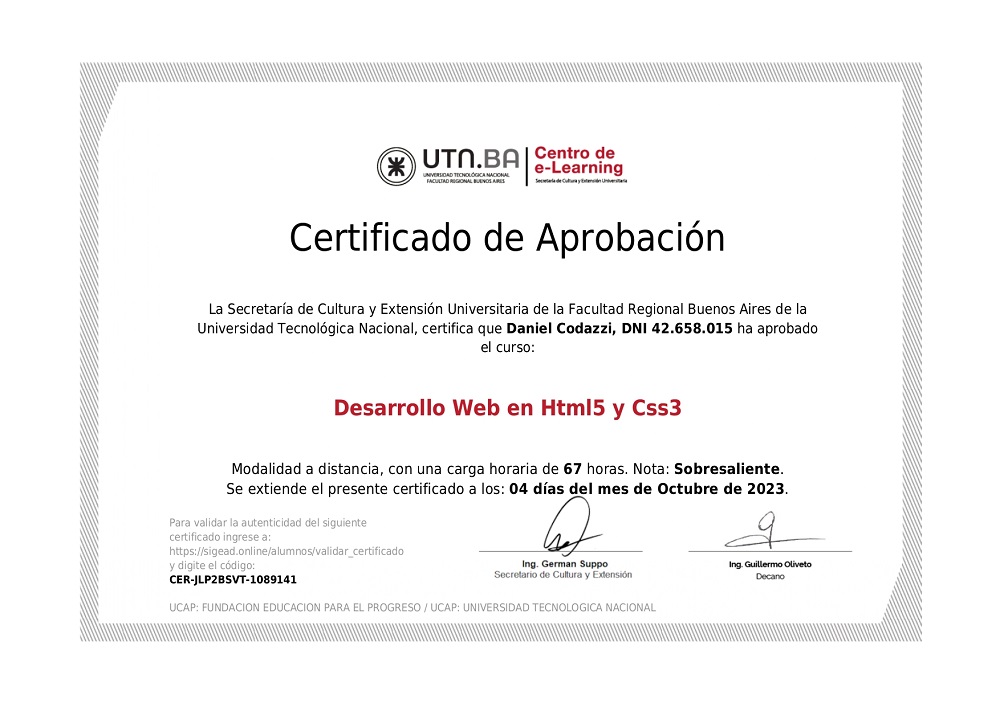 UTN.BA
UNIVERSIDAD TECNOLÓGICA NACIONAL
FACULTAD REGIONAL BUENOS AIRES
Centro de
e-Learning
Secretaría de Cultura y Extensión Universitaria
Certificado de Aprobación
La Secretaría de Cultura y Extensión Universitaria de la Facultad Regional Buenos Aires de la
Universidad Tecnológica Nacional, certifica que Daniel Codazzi, DNI 42.658.015 ha aprobado
el curso:
Desarrollo Web en Html5 y Css3
Modalidad a distancia, con una carga horaria de 67 horas. Nota: Sobresaliente.
Se extiende el presente certificado a los: 04 días del mes de Octubre de 2023.
Para validar la autenticidad del siguiente
certificado ingrese a:
https://sigead.online/alumnos/validar_certificado
y digite el código:
CER-JLP2BSVT-1089141
Ing. German Suppo
Secretario de Cultura y Extensión
Ing. Guillermo Oliveto
Decano
UCAP: FUNDACION EDUCACION PARA EL PROGRESO / UCAP: UNIVERSIDAD TECNOLOGICA NACIONAL